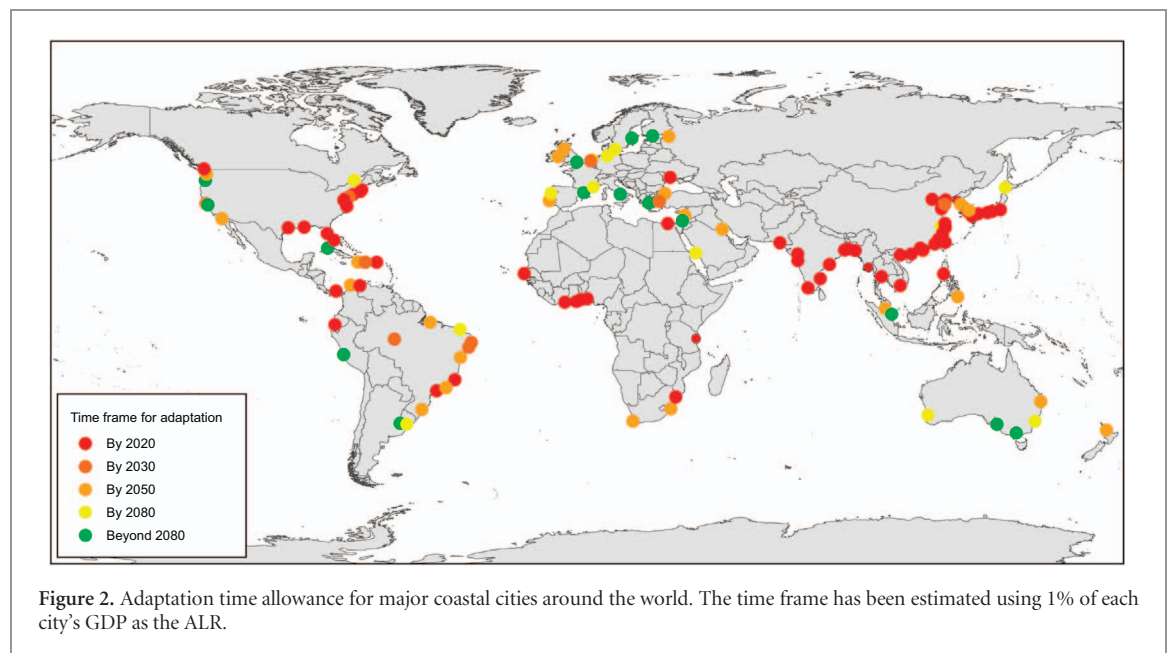 Time frame for adaptation
By 2020
By 2030
By 2050
By 2080
Beyond 2080
Figure 2. Adaptation time allowance for major coastal cities around the world. The time frame has been estimated using 1% of each
city's GDP as the ALR.